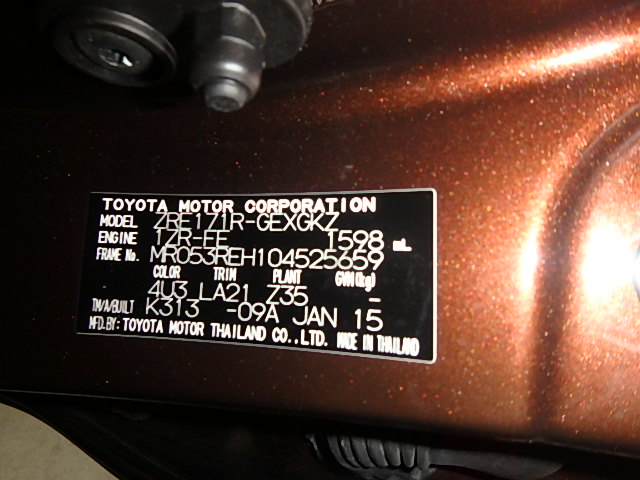 TOYOTA MOTOR CORPORATION
MODEL ZRE171R-GEXGKZ
ENGINE 1ZR-FE 1598 mL
FRAME No. MR053REH104525659
COLOR TRIM PLANT GVM(kg)
4U3 LA21 Z35 -
TM/A/BUILT K313 -09A JAN 15
MFD.BY: TOYOTA MOTOR THAILAND CO.,LTD. MADE IN THAILAND